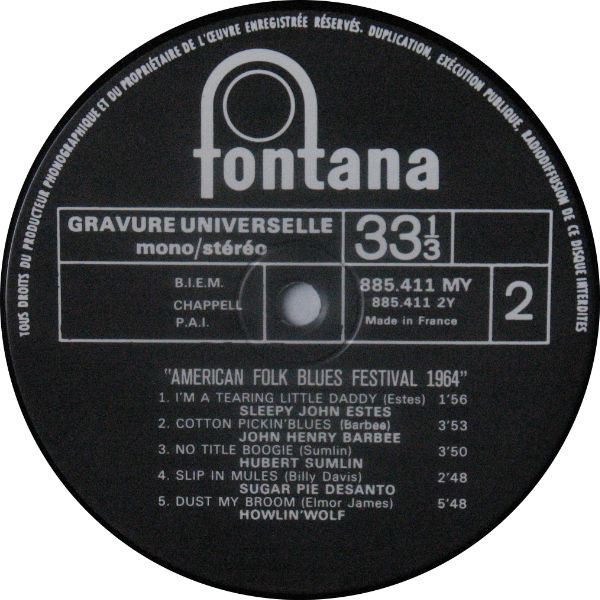 TOUS DROITS DU PRODUCTEUR PHONOGRAPHIQUE ET DU PROPRIÉTAIRE DE L'ŒUVRE ENREGISTRÉE RÉSERVÉS. DUPLICATION, EXÉCUTION PUBLIQUE, RADIODIFFUSION DE CE DISQUE INTERDITES
fontana
GRAVURE UNIVERSELLE
mono/stéréo
33 1/3
B.I.E.M.
CHAPPELL
P.A.I.
885.411 MY
885.411 2Y
Made in France
2
"AMERICAN FOLK BLUES FESTIVAL 1964"
1. I'M A TEARING LITTLE DADDY (Estes) 1'56
SLEEPY JOHN ESTES
2. COTTON PICKIN'BLUES (Barbee) 3'53
JOHN HENRY BARBEE
3. NO TITLE BOOGIE (Sumlin) 3'50
HUBERT SUMLIN
4. SLIP IN MULES (Billy Davis) 2'48
SUGAR PIE DESANTO
5. DUST MY BROOM (Elmor James) 5'48
HOWLIN'WOLF